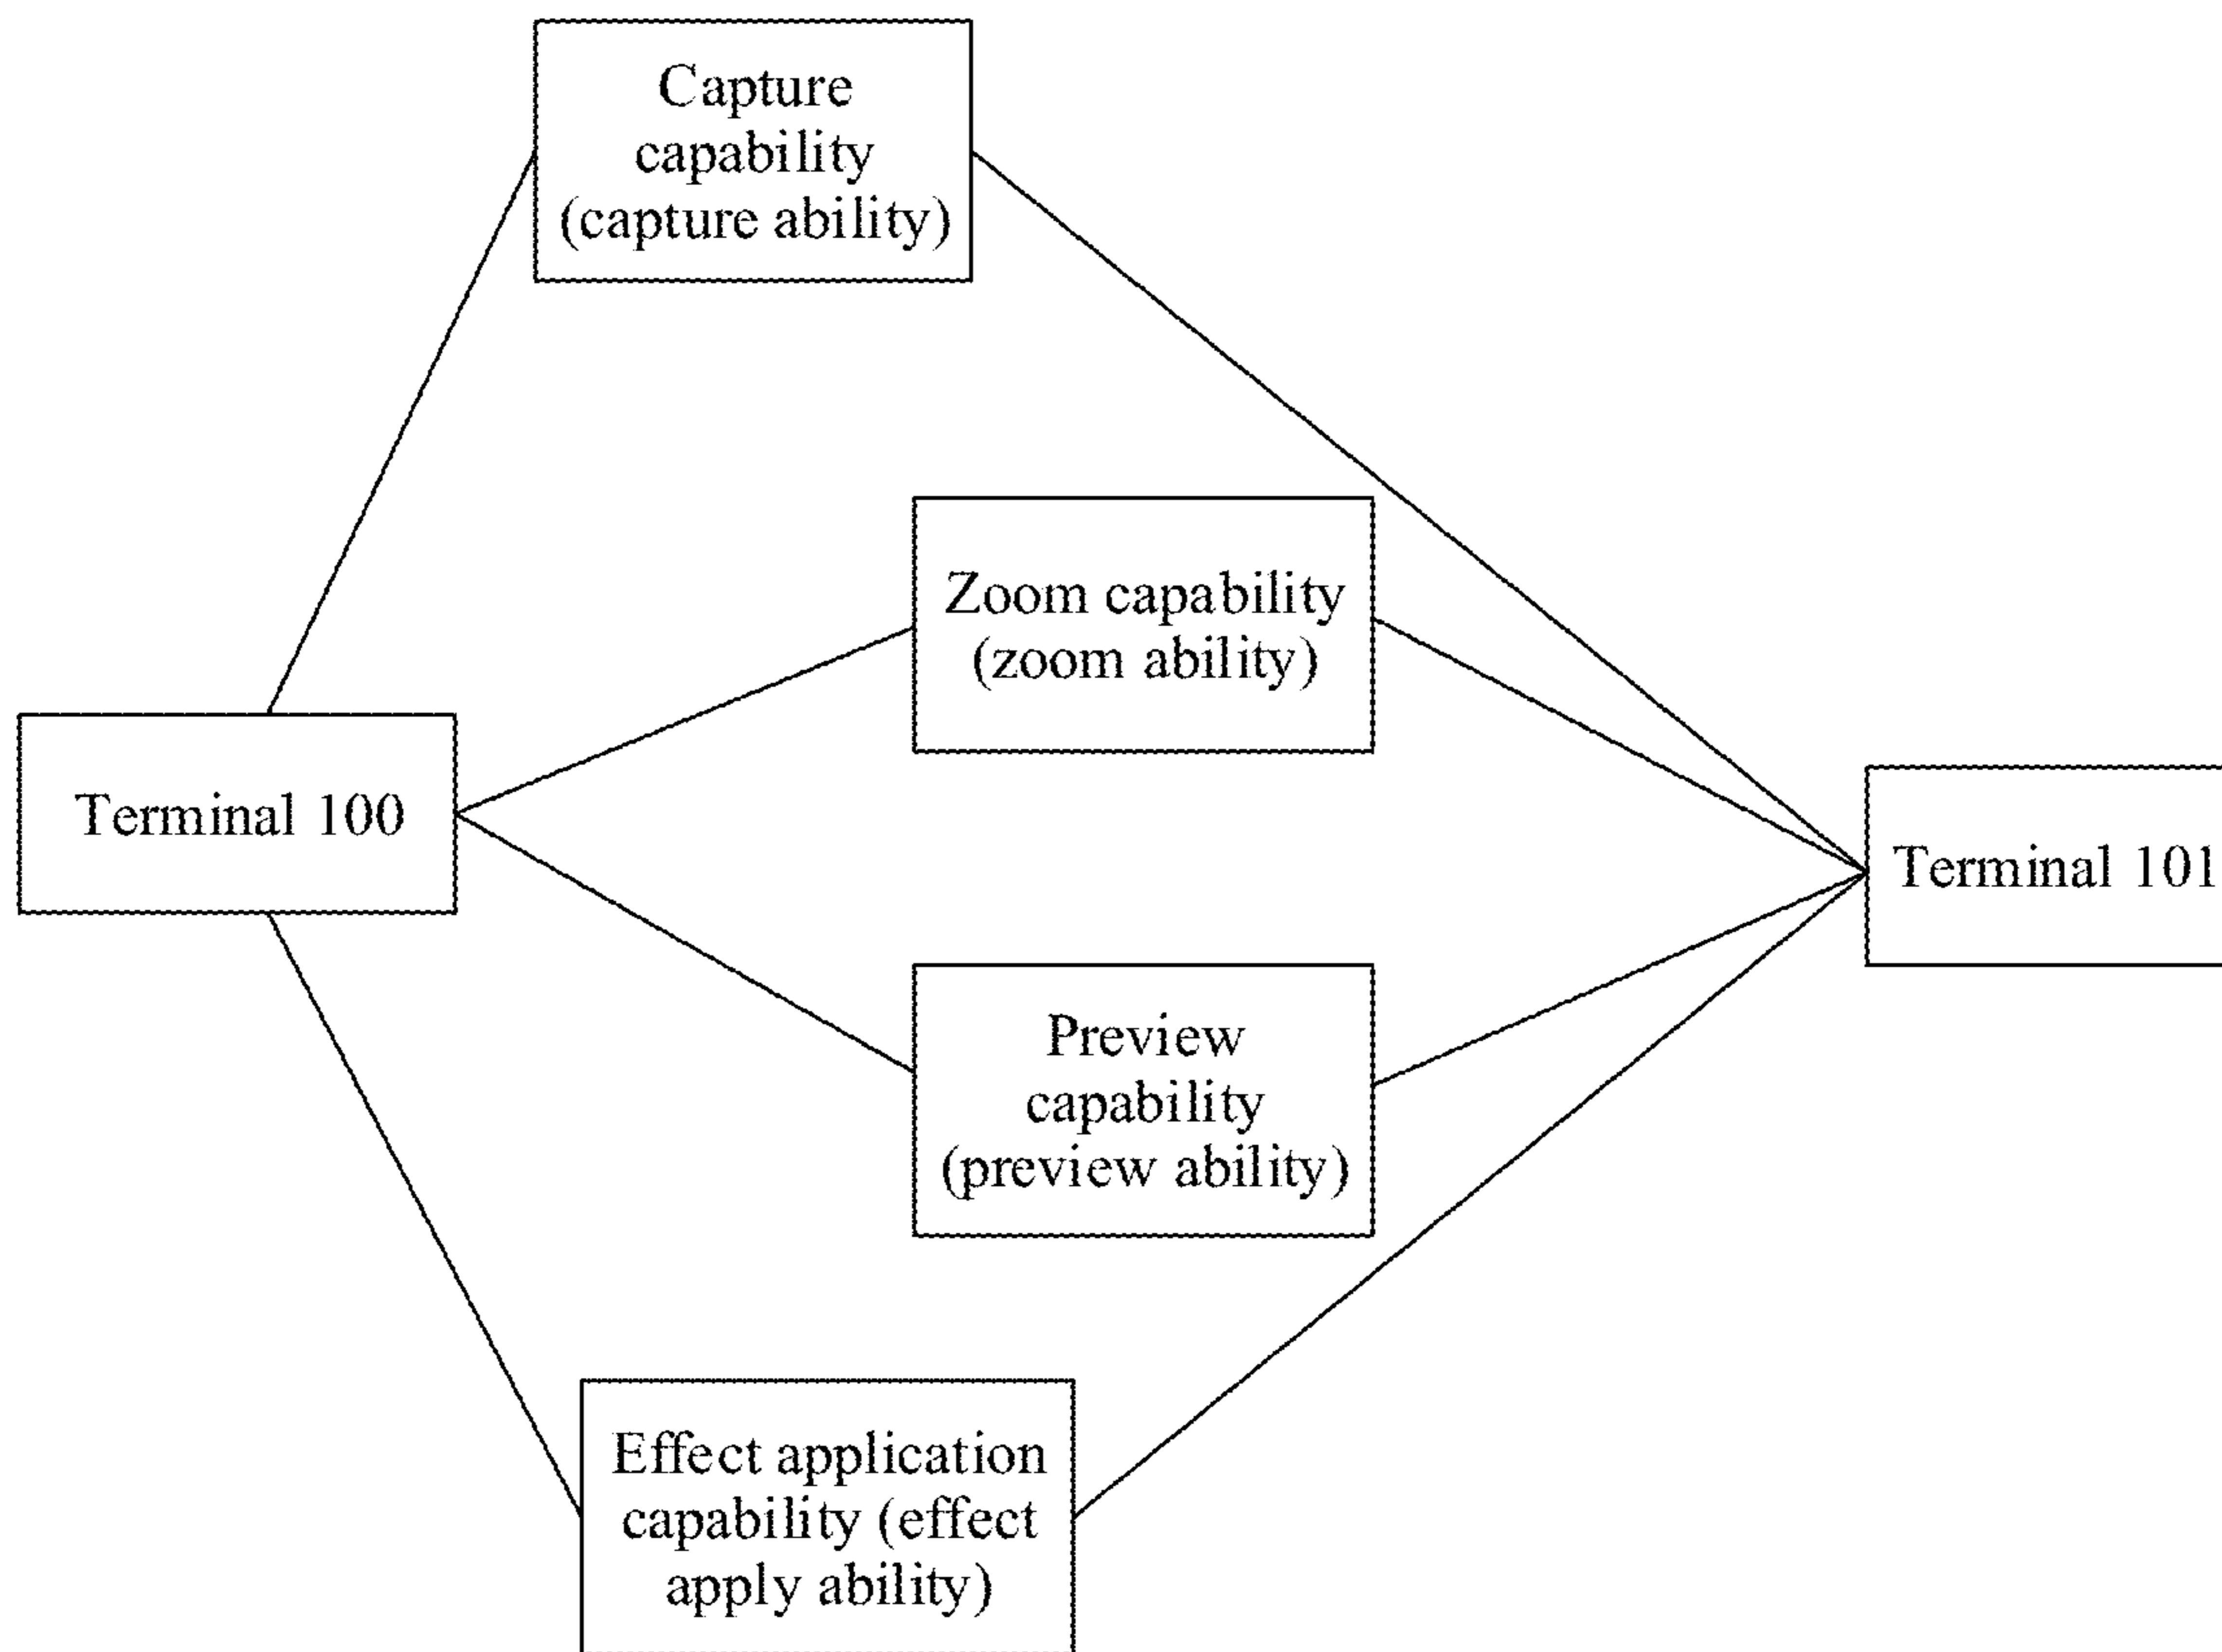 Capture
capability
(capture ability)
Zoom capability
(zoom ability)
Terminal 100
Terminal 101
Preview
capability
(preview ability)
Effect application
capability (effect
apply ability)